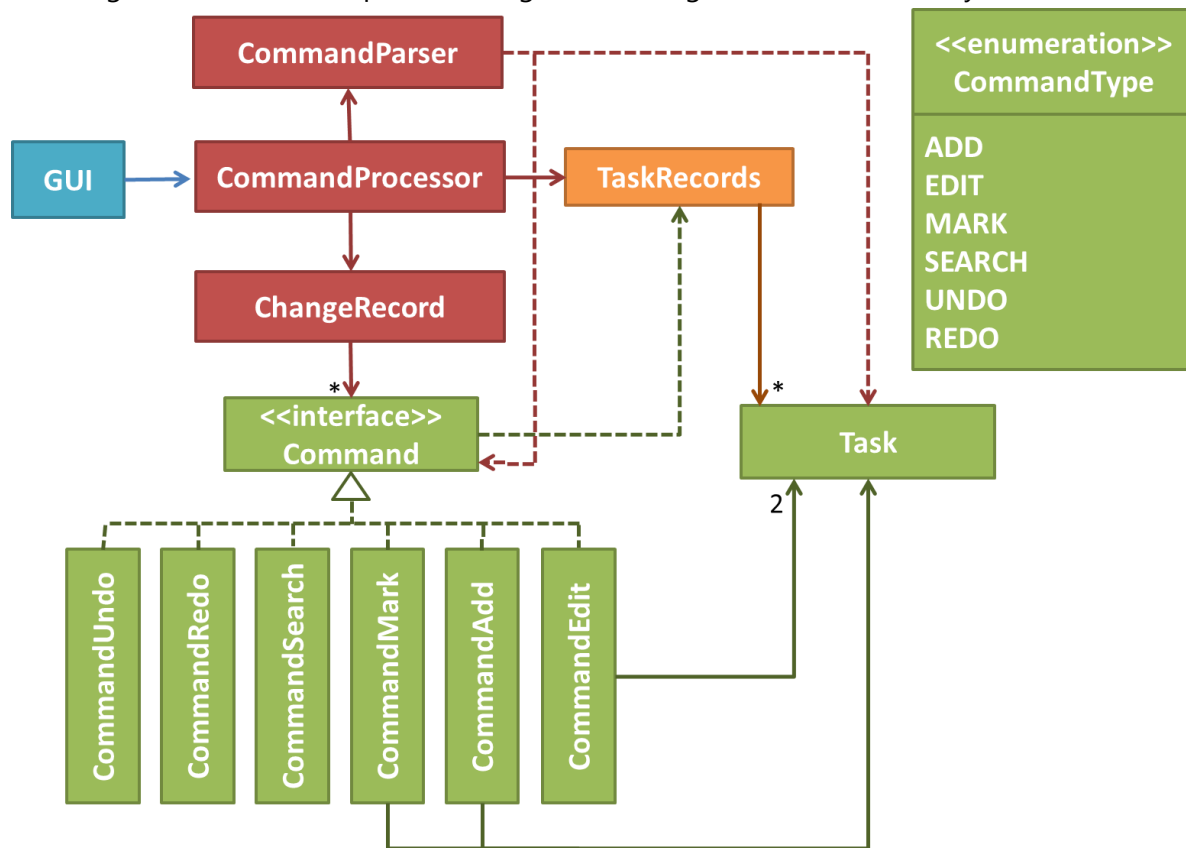 CommandParser
<<enumeration>>
CommandType
ADD
EDIT
MARK
SEARCH
UNDO
REDO
GUI
CommandProcessor
TaskRecords
ChangeRecord
*
<<interface>>
Command
*
Task
2
CommandUndo
CommandRedo
CommandSearch
CommandMark
CommandAdd
CommandEdit